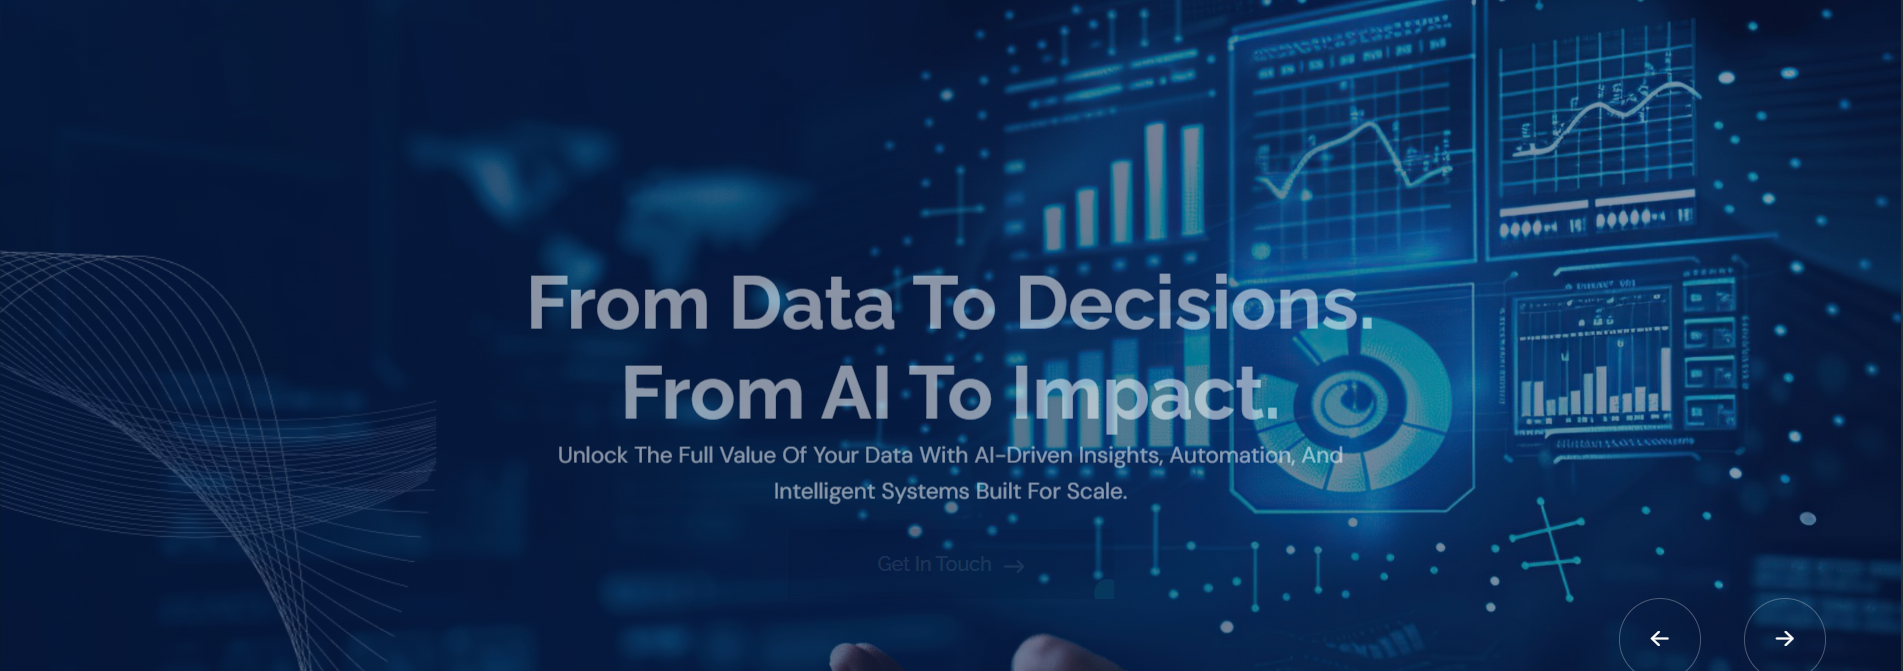 From Data To Decisions.
From AI To Impact.
Unlock The Full Value Of Your Data With AI-Driven Insights, Automation, And
Intelligent Systems Built For Scale.
Get In Touch →